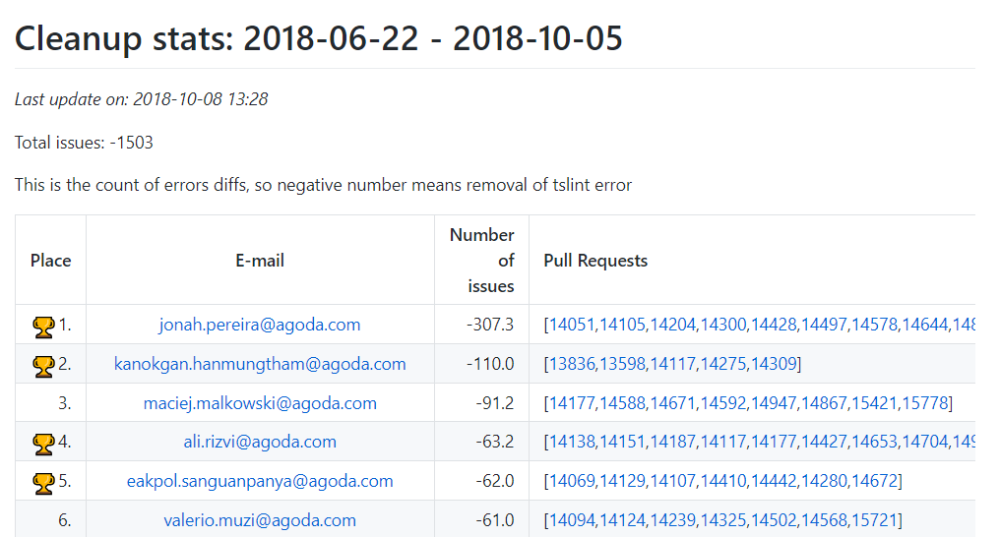 Cleanup stats: 2018-06-22 - 2018-10-05
Last update on: 2018-10-08 13:28
Total issues: -1503
This is the count of errors diffs, so negative number means removal of tslint error
Place E-mail Number of issues Pull Requests
1. jonah.pereira@agoda.com -307.3 [14051,14105,14204,14300,14428,14497,14578,14644,148
2. kanokgan.hanmungtham@agoda.com -110.0 [13836,13598,14117,14275,14309]
3. maciej.malkowski@agoda.com -91.2 [14177,14588,14671,14592,14947,14867,15421,15778]
4. ali.rizvi@agoda.com -63.2 [14138,14151,14187,14117,14177,14427,14653,14704,149
5. eakpol.sanguanpanya@agoda.com -62.0 [14069,14129,14107,14410,14442,14280,14672]
6. valerio.muzi@agoda.com -61.0 [14094,14124,14239,14325,14502,14568,15721]